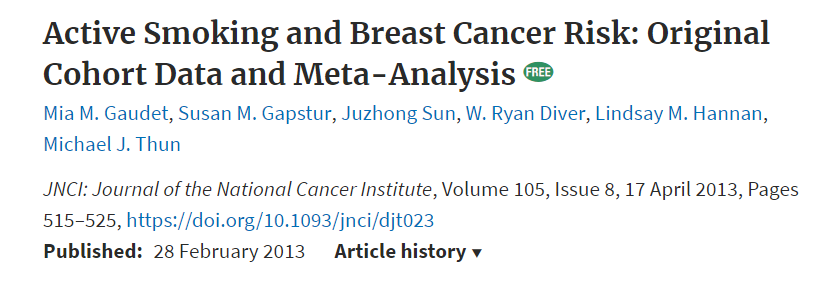 Active Smoking and Breast Cancer Risk: Original
Cohort Data and Meta-Analysis FREE
Mia M. Gaudet, Susan M. Gapstur, Juzhong Sun, W. Ryan Diver, Lindsay M. Hannan,
Michael J. Thun
JNCI: Journal of the National Cancer Institute, Volume 105, Issue 8, 17 April 2013, Pages
515–525, https://doi.org/10.1093/jnci/djt023
Published: 28 February 2013 Article history ▾